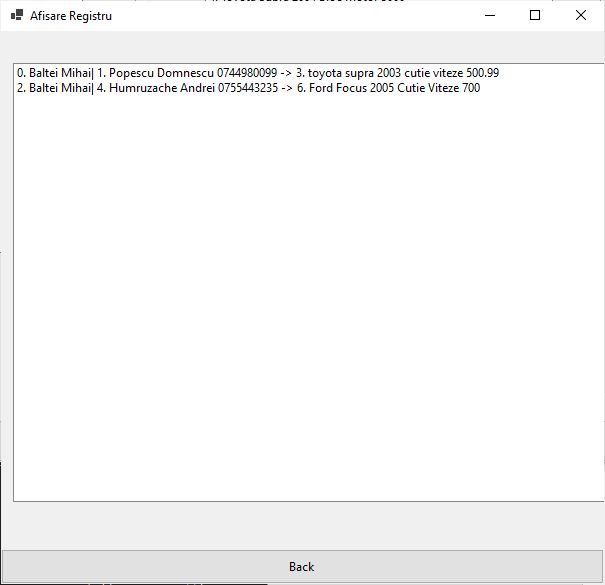 Afisare Registru
0. Baltei Mihai| 1. Popescu Domnescu 0744980099 -> 3. toyota supra 2003 cutie viteze 500.99
2. Baltei Mihai| 4. Humruzache Andrei 0755443235 -> 6. Ford Focus 2005 Cutie Viteze 700
Back